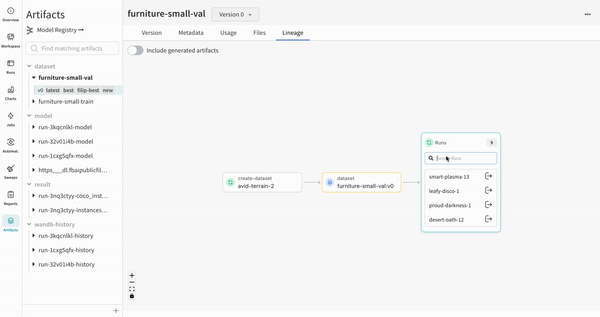 Overview
Workspace
Runs
Charts
Jobs
Automat..
Sweeps
Reports
Artifacts
Artifacts
Model Registry →
Find matching artifacts
dataset
furniture-small-val
v0 latest best filip-best new
furniture-small-train
model
run-3kqcnlkl-model
run-32v01i4b-model
run-1cxg5qfx-model
https___dl.fbaipublicfil...
result
run-3nq3ctyy-coco_inst...
run-3nq3ctyy-instances...
wandb-history
run-3kqcnlkl-history
run-1cxg5qfx-history
run-32v01i4b-history
furniture-small-val
Version 0
Version Metadata Usage Files Lineage
Include generated artifacts
create-dataset
avid-terrain-2
dataset
furniture-small-val:v0
Runs 9
smart-plasma-13
leafy-disco-1
proud-darkness-1
desert-oath-12